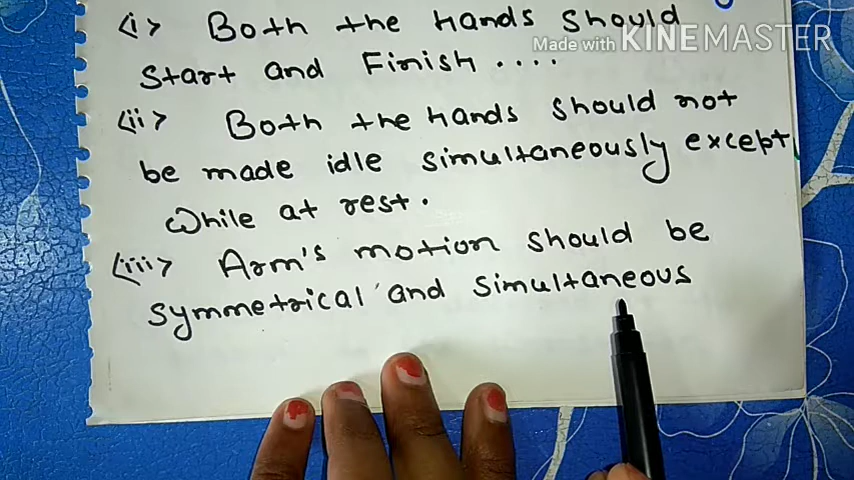 <i> Both the hands should
start and Finish ....
<ii> Both the hands should not
be made idle simultaneously except
while at rest.
<iii> Arm's motion should be
symmetrical and simultaneous
Made with KINEMASTER